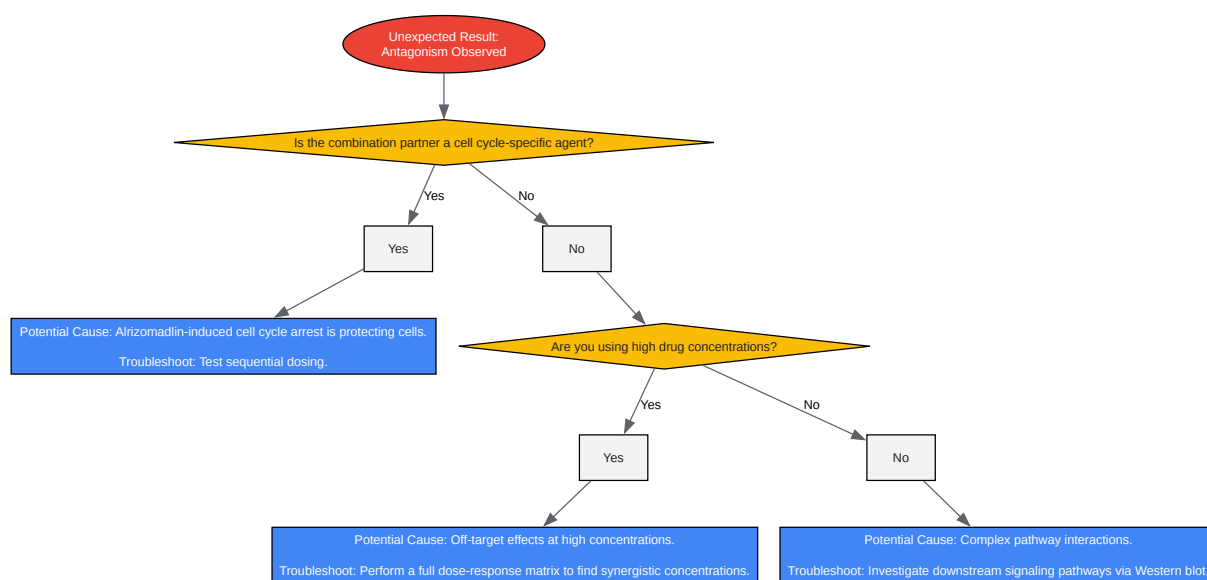 Unexpected Result:
Antagonism Observed
Is the combination partner a cell cycle-specific agent?
Yes
No
Yes
No
Potential Cause: Alrizomadlin-induced cell cycle arrest is protecting cells.
Troubleshoot: Test sequential dosing.
Are you using high drug concentrations?
Yes
No
Yes
No
Potential Cause: Off-target effects at high concentrations.
Troubleshoot: Perform a full dose-response matrix to find synergistic concentrations.
Potential Cause: Complex pathway interactions.
Troubleshoot: Investigate downstream signaling pathways via Western blot